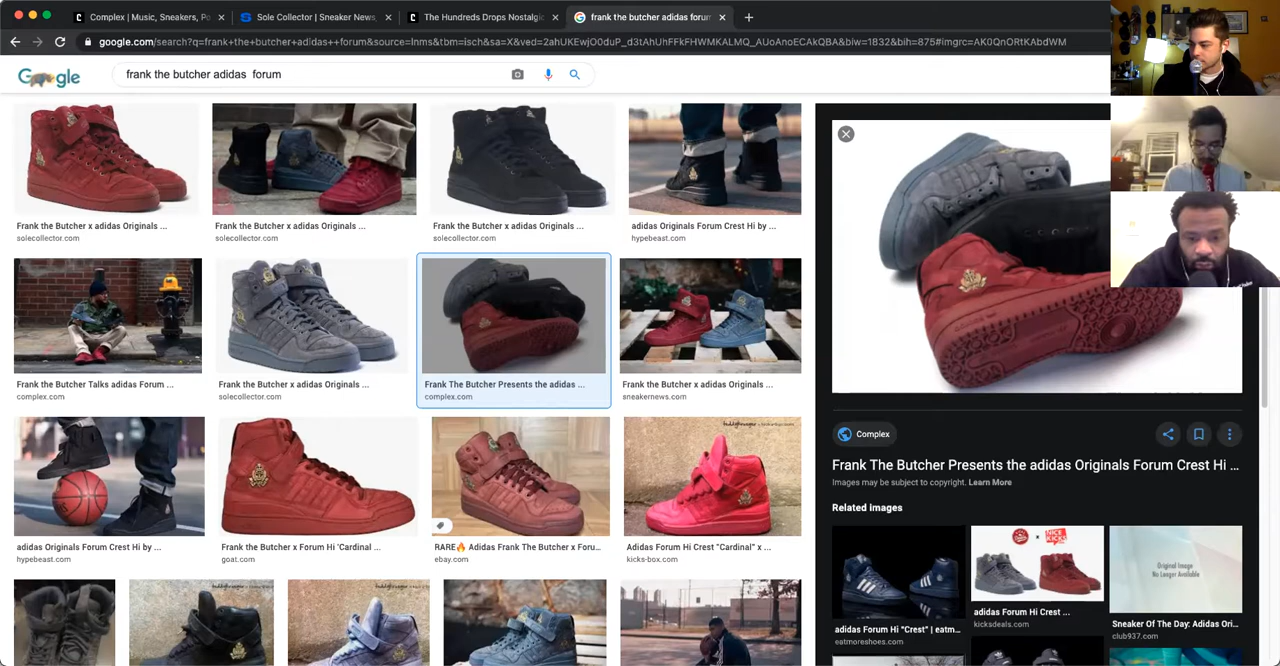 Complex | Music, Sneakers, Po
Sole Collector | Sneaker News,
The Hundreds Drops Nostalgic
frank the butcher adidas forum
google.com/search?q=frank+the+butcher+adidas++forum&source=lnms&tbm=isch&sa=X&ved=2ahUKEwjO0duP_d3tAhUhFFkFHWMKALMQ_AUoAnoECAkQBA&biw=1832&bih=875#imgrc=AK0QnORtKAbdWM
Google
frank the butcher adidas forum
Frank the Butcher x adidas Originals ...
solecollector.com
Frank the Butcher x adidas Originals ...
solecollector.com
Frank the Butcher x adidas Originals ...
solecollector.com
adidas Originals Forum Crest Hi by ...
hypebeast.com
Frank the Butcher Talks adidas Forum ...
complex.com
Frank the Butcher x adidas Originals ...
solecollector.com
Frank The Butcher Presents the adidas ...
complex.com
Frank the Butcher x adidas Originals ...
sneakernews.com
adidas Originals Forum Crest Hi by ...
hypebeast.com
Frank the Butcher x Forum Hi 'Cardinal ...
goat.com
RARE🔥 Adidas Frank The Butcher x Foru...
ebay.com
Adidas Forum Hi Crest "Cardinal" x ...
kicks-box.com
Complex
Frank The Butcher Presents the adidas Originals Forum Crest Hi ...
Images may be subject to copyright. Learn More
Related Images
adidas Forum Hi "Crest" | eatm...
eatmoreshoes.com
NICE
KICKS
adidas Forum Hi Crest ...
kicksdeals.com
Original Image
No Longer Available
Sneaker Of The Day: Adidas Ori...
club937.com